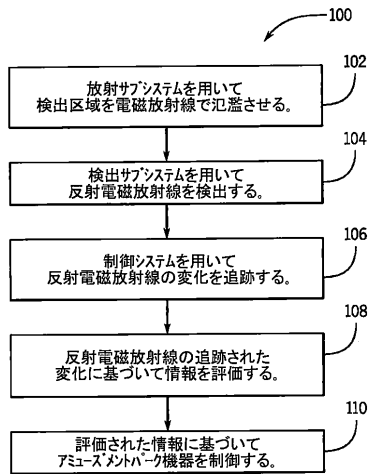 100
放射サブシステムを用いて
検出区域を電磁放射線で氾濫させる。
102
検出サブシステムを用いて
反射電磁放射線を検出する。
104
制御システムを用いて
反射電磁放射線の変化を追跡する。
106
反射電磁放射線の追跡された
変化に基づいて情報を評価する。
108
評価された情報に基づいて
アミューズメントパーク機器を制御する。
110